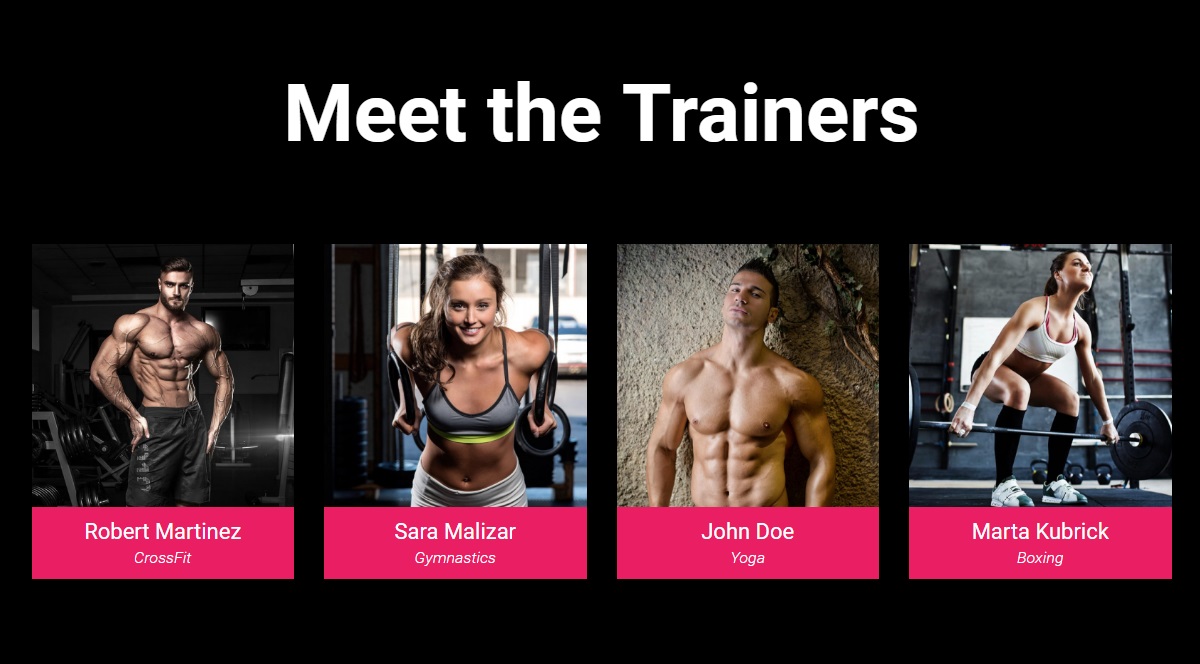 Meet the Trainers
Robert Martinez
CrossFit
Sara Malizar
Gymnastics
John Doe
Yoga
Marta Kubrick
Boxing